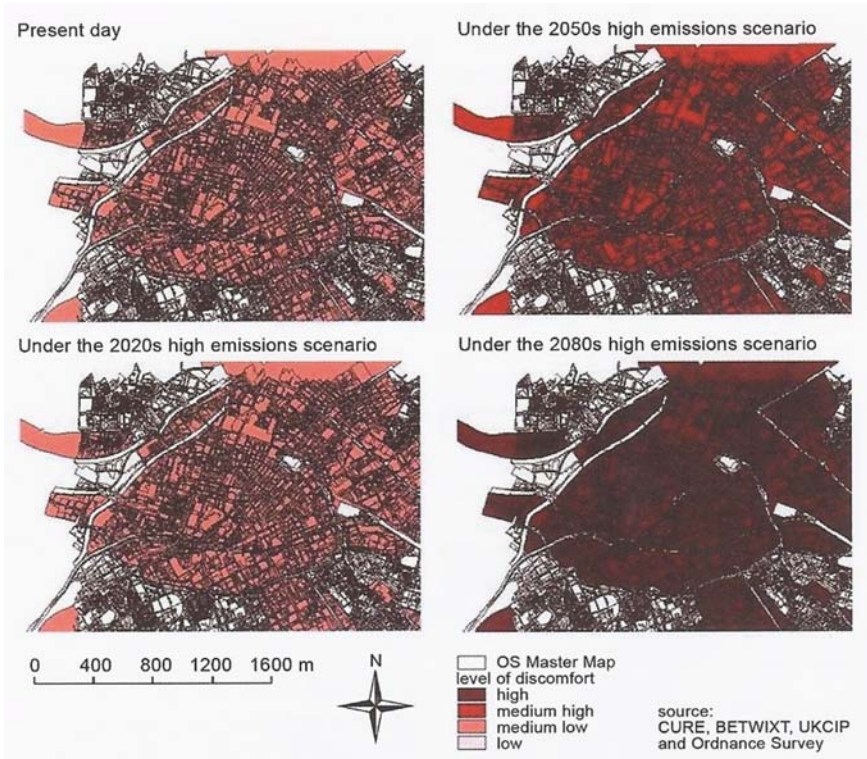 Present day
Under the 2050s high emissions scenario
Under the 2020s high emissions scenario
Under the 2080s high emissions scenario
0 400 800 1200 1600 m
N
OS Master Map
level of discomfort
high
medium high
medium low
low
source:
CURE, BETWIXT, UKCIP
and Ordnance Survey